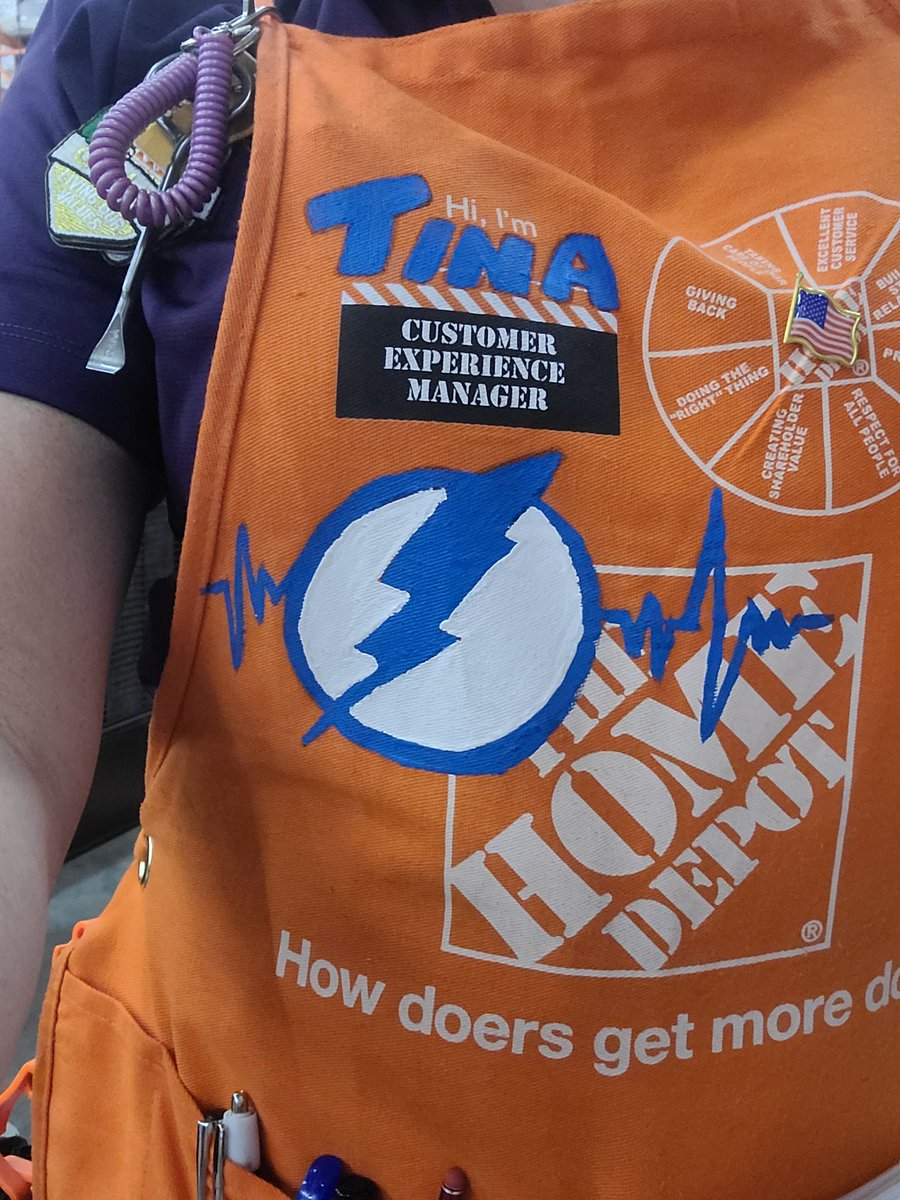 Hi, I'm
TINA
CUSTOMER
EXPERIENCE
MANAGER
EXCELLENT
CUSTOMER
SERVICE
GIVING
BACK
DOING THE
"RIGHT" THING
CREATING
SHAREHOLDER
VALUE
RESPECT FOR
ALL PEOPLE
®
THE
HOME
DEPOT
®
How doers get more